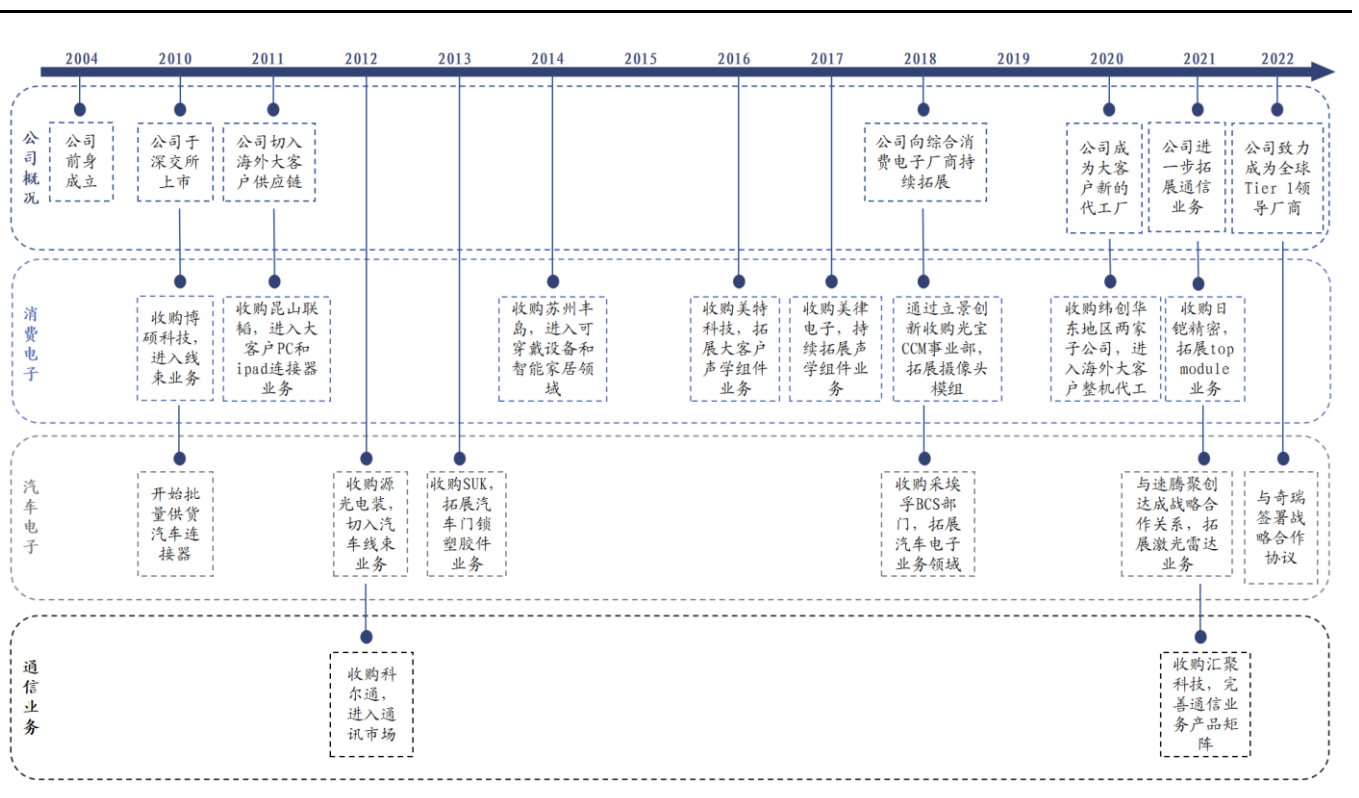 2004 2010 2011 2012 2013 2014 2015 2016 2017 2018 2019 2020 2021 2022
公司概况
公司
前身
成立
公司于
深交所
上市
公司切入
海外大客
户供应链
公司向综合消
费电子厂商持
续拓展
公司成
为大客
户新的
代工厂
公司进
一步拓
展通信
业务
公司致力
成为全球
Tier 1领
导厂商
消费电子
收购博
硕科技，
进入线
束业务
收购昆山联
韬，进入大
客户PC和
ipad连接器
业务
收购苏州丰
岛，进入可
穿戴设备和
智能家居领
域
收购美特
科技，拓
展大客户
声学组件
业务
收购美律
电子，持
续拓展声
学组件业
务
通过立景创
新收购光宝
CCM事业部，
拓展摄像头
模组
收购纬创华
东地区两家
子公司，进
入海外大客
户整机代工
收购日
铠精密，
拓展top
module
业务
汽车电子
开始批
量供货
汽车连
接器
收购源
光电装，
切入汽
车线束
业务
收购SUK，
拓展汽
车门锁
塑胶件
业务
收购采埃
孚BCS部
门，拓展
汽车电子
业务领域
与速腾聚创
达成战略合
作关系，拓
展激光雷达
业务
与奇瑞
签署战
略合作
协议
通信业务
收购科
尔通，
进入通
讯市场
收购汇聚
科技，完
善通信业
务产品矩
阵